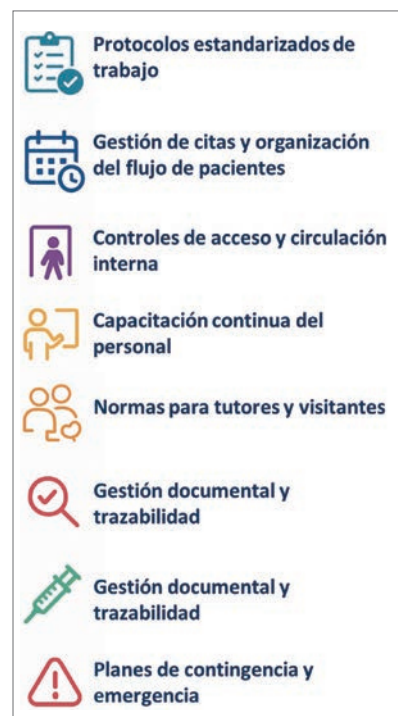 Protocolos estandarizados de
trabajo
Gestión de citas y organización
del flujo de pacientes
Controles de acceso y circulación
interna
Capacitación continua del
personal
Normas para tutores y visitantes
Gestión documental y
trazabilidad
Gestión documental y
trazabilidad
Planes de contingencia y
emergencia